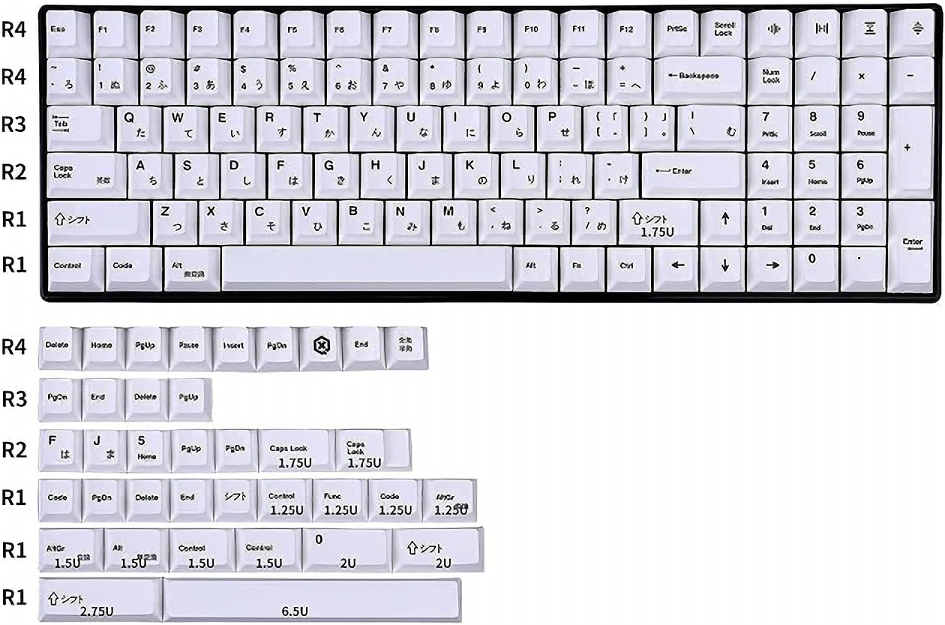 R4 Esc F1 F2 F3 F4 F5 F6 F7 F8 F9 F10 F11 F12 PrtSc Scroll Lock
R4 ~ ` ろ ! 1 ぬ @ 2 ふ # 3 あ $ 4 う % 5 え ^ 6 お & 7 や * 8 ゆ ( 9 よ ) 0 わ - ほ + = へ ←Backspace Num Lock / x -
R3 Tab Q た W て E い R す T か Y ん U な I に O ら P せ { [ } ] | \ む 7 PrtSc 8 Scroll 9 Pause +
R2 Caps Lock 英数 A ち S と D し F は G き H く J ま K の L り : ; れ け ←Enter 4 Insert 5 Home 6 PgUp
R1 ⇧シフト Z つ X さ C そ V ひ B こ N み M も < , ね > . る ? / め ⇧シフト 1.75U ↑ 1 Del 2 End 3 PgDn Enter
R1 Control Code Alt 無変換 Alt Fn Ctrl ← ↓ → 0 .
R4 Delete Home PgUp Pause Insert PgDn End 全角 半角
R3 PgDn End Delete PgUp
R2 F は J ま 5 Home PgUp PgDn Caps Lock 1.75U Caps Lock 1.75U
R1 Code PgDn Delete End シフト Control 1.25U Func 1.25U Code 1.25U AltGr 1.25U
R1 AltGr 1.5U Alt 1.5U Control 1.5U Control 1.5U 0 2U ⇧シフト 2U
R1 ⇧シフト 2.75U 6.5U